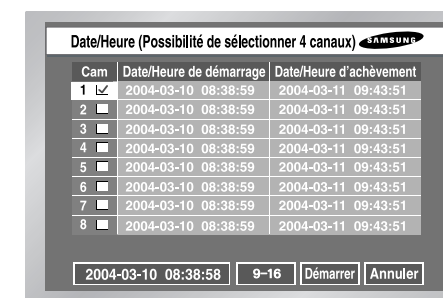 Date/Heure (Possibilité de sélectionner 4 canaux) SAMSUNG
Cam Date/Heure de démarrage Date/Heure d'achèvement
1 2004-03-10 08:38:59 2004-03-11 09:43:51
2 2004-03-10 08:38:59 2004-03-11 09:43:51
3 2004-03-10 08:38:59 2004-03-11 09:43:51
4 2004-03-10 08:38:59 2004-03-11 09:43:51
5 2004-03-10 08:38:59 2004-03-11 09:43:51
6 2004-03-10 08:38:59 2004-03-11 09:43:51
7 2004-03-10 08:38:59 2004-03-11 09:43:51
8 2004-03-10 08:38:59 2004-03-11 09:43:51
2004-03-10 08:38:58 9-16 Démarrer Annuler